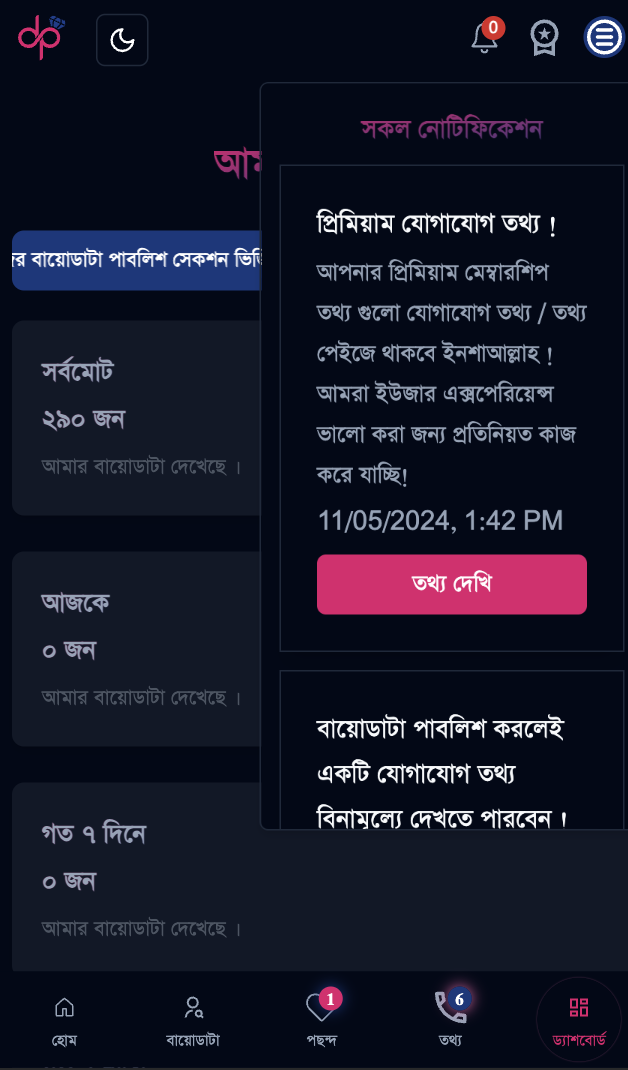 dp
0
সকল নোটিফিকেশন
প্রিমিয়াম যোগাযোগ তথ্য !
আপনার প্রিমিয়াম মেম্বারশিপ
তথ্য গুলো যোগাযোগ তথ্য / তথ্য
পেইজে থাকবে ইনশাআল্লাহ !
আমরা ইউজার এক্সপেরিয়েন্স
ভালো করা জন্য প্রতিনিয়ত কাজ
করে যাচ্ছি!
11/05/2024, 1:42 PM
তথ্য দেখি
বায়োডাটা পাবলিশ করলেই
একটি যোগাযোগ তথ্য
বিনামূল্যে দেখতে পারবেন !
বায়োডাটা পাবলিশ সেকশন
সর্বমোট
২৯০ জন
আমার বায়োডাটা দেখেছে ।
আজকে
০ জন
আমার বায়োডাটা দেখেছে ।
গত ৭ দিনে
০ জন
আমার বায়োডাটা দেখেছে ।
1
6
হোম
বায়োডাটা
পছন্দ
তথ্য
ড্যাশবোর্ড